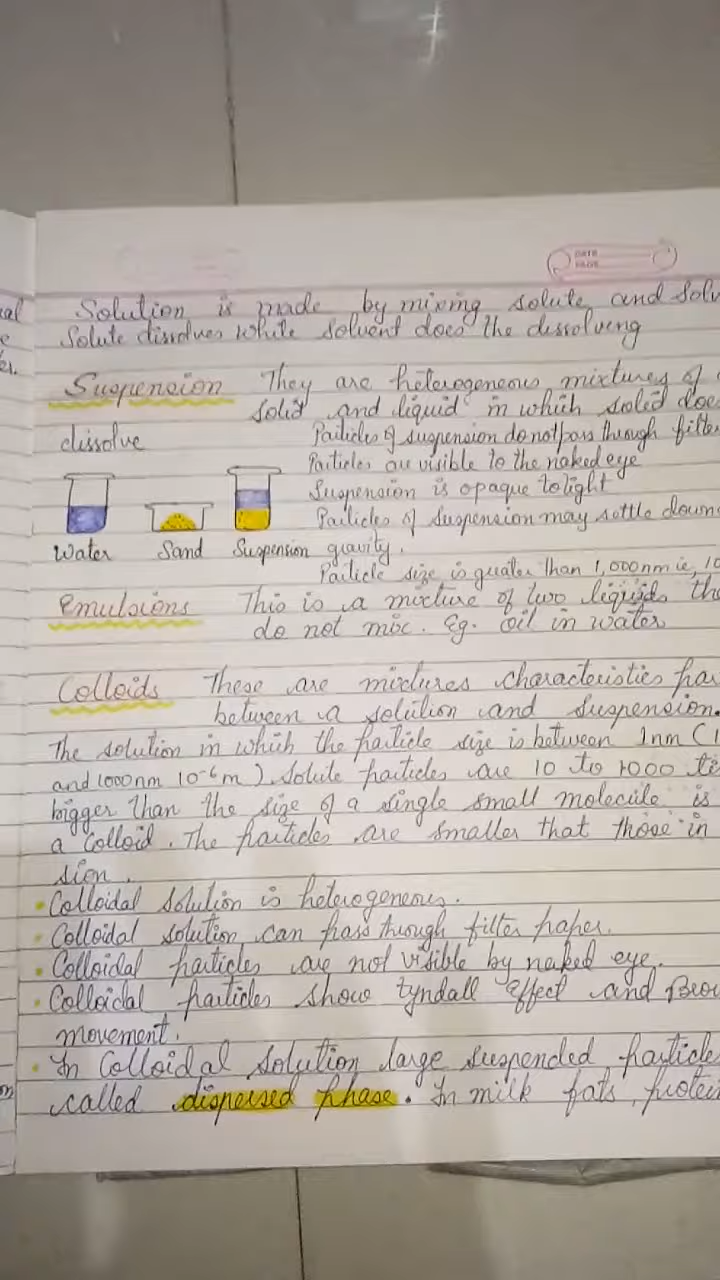 DATE
PAGE
Solution is made by mixing solute and solv
Solute dissolves while solvent does the dissolving
Suspension They are heterogeneous mixtures of
solid and liquid in which solid doe
dissolve
Particles of suspension do not pass through filte
Particles are visible to the naked eye
Suspension is opaque to light
Particles of Suspension may settle down
Water Sand Suspension gravity.
Particle size is greater than 1,000nm ie, 10
Emulsions This is a mixture of two liquids tha
do not mix. Eg. Oil in water
Colloids These are mixtures characteristics
between a solution and suspension.
The solution in which the particle size is between 1nm (1
and 1000nm 10-6m). Solute particles are 10 to 1000 ti
bigger than the size of a single small molecule is
a Colloid. The particles are smaller that those in
sion.
• Colloidal solution is heterogeneous.
• Colloidal solution can pass through filter paper.
• Colloidal particles are not visible by naked eye.
• Colloidal particles show tyndall effect and Brow
movement.
• In Colloidal solution large suspended particle
called dispersed phase. In milk fats, protein